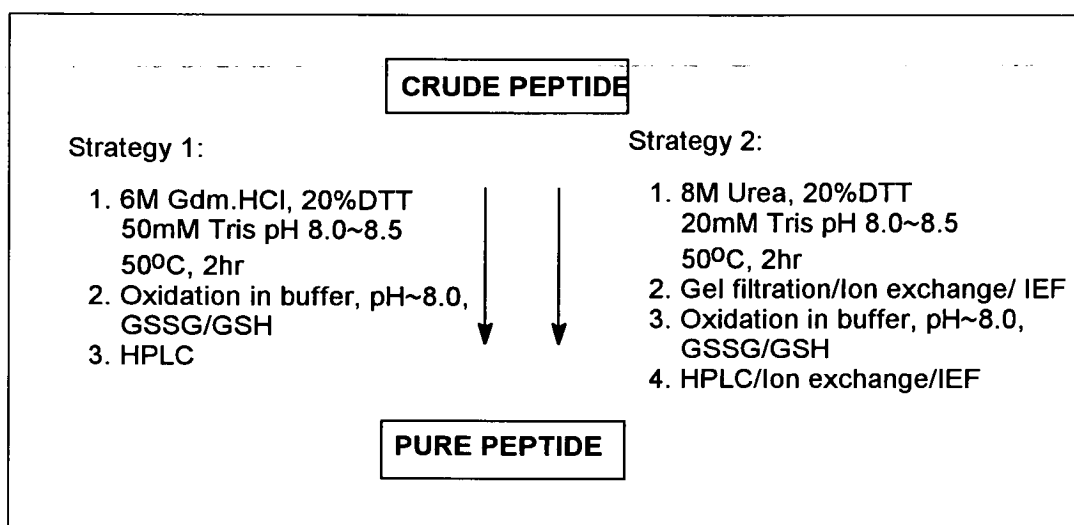 CRUDE PEPTIDE
Strategy 1:
1. 6M Gdm.HCl, 20%DTT
50mM Tris pH 8.0~8.5
50ºC, 2hr
2. Oxidation in buffer, pH~8.0,
GSSG/GSH
3. HPLC
Strategy 2:
1. 8M Urea, 20%DTT
20mM Tris pH 8.0~8.5
50ºC, 2hr
2. Gel filtration/Ion exchange/ IEF
3. Oxidation in buffer, pH~8.0,
GSSG/GSH
4. HPLC/Ion exchange/IEF
PURE PEPTIDE